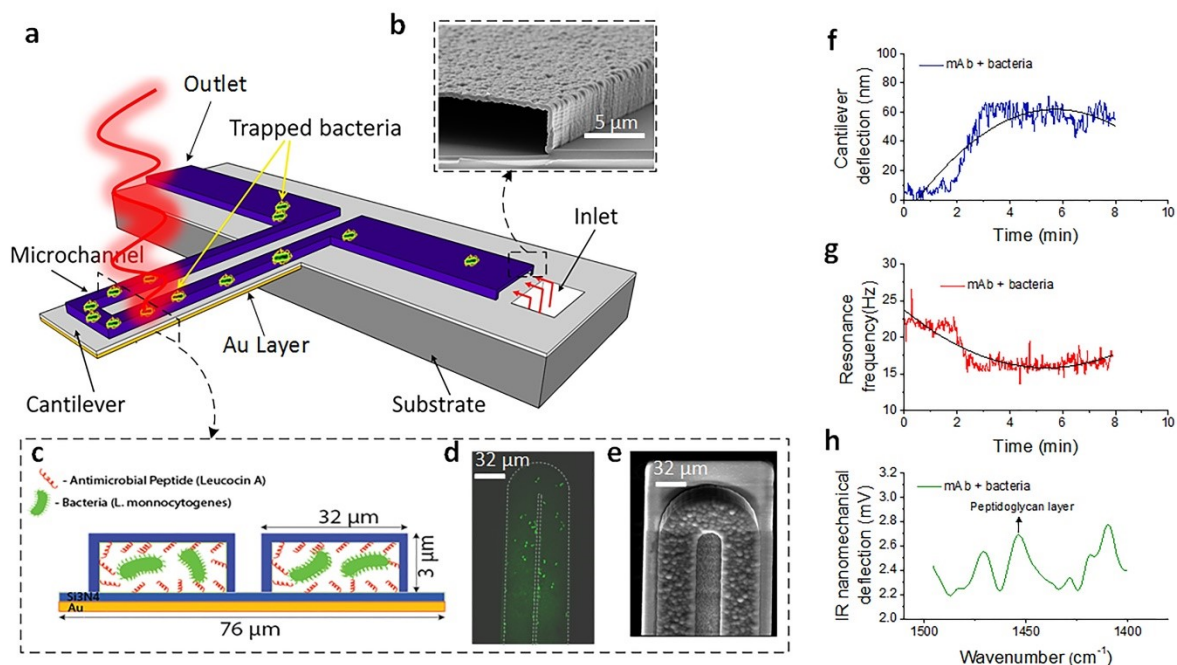 a
Outlet
Trapped bacteria
Microchannel
Inlet
Au Layer
Cantilever
Substrate
b
5 μm
c
- Antimicrobial Peptide (Leucocin A)
- Bacteria (L. monnocytogenes)
32 μm
3 μm
Si3N4
Au
76 μm
d
32 μm
e
32 μm
f
mAb + bacteria
Cantilever
deflection (nm)
100
80
60
40
20
0
0 2 4 6 8 10
Time (min)
g
mAb + bacteria
Resonance
frequency(Hz)
30
25
20
15
10
0 2 4 6 8 10
Time (min)
h
mAb + bacteria
Peptidoglycan layer
IR nanomechanical
deflection (mV)
3.2
3.0
2.8
2.6
2.4
2.2
2.0
1500 1450 1400
Wavenumber (cm⁻¹)